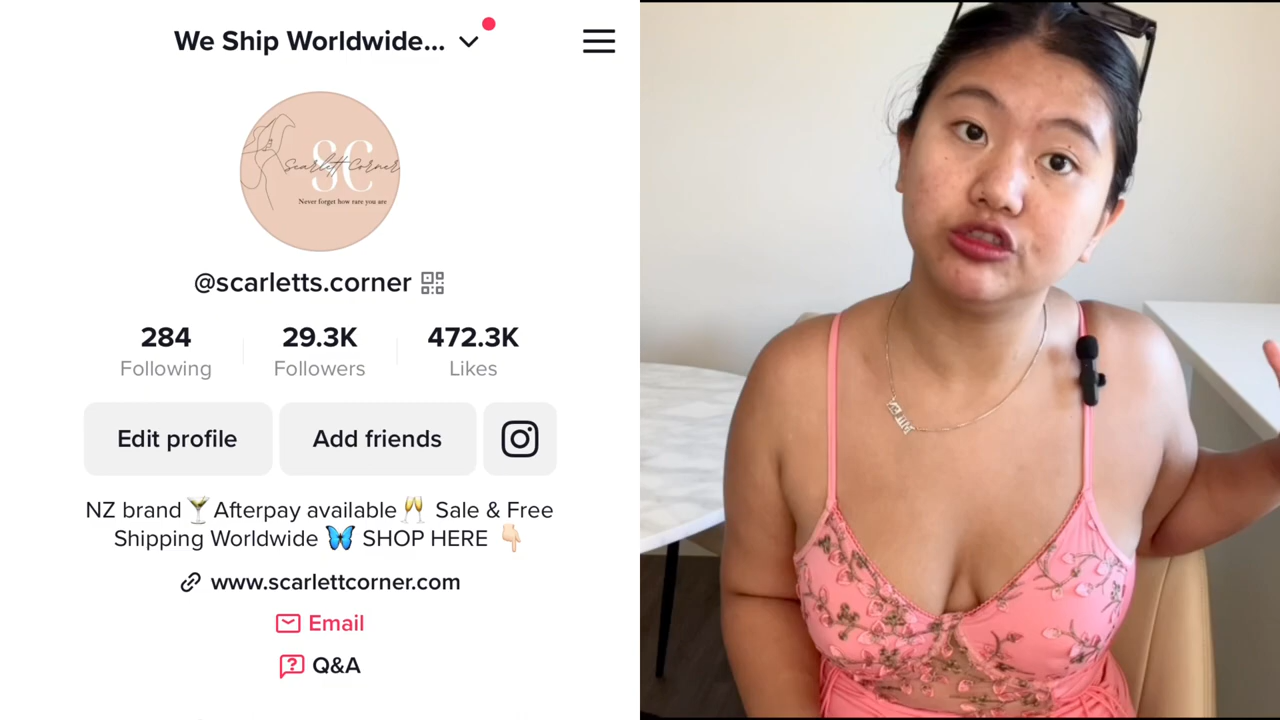 We Ship Worldwide...
SC
Scarlett Corner
Never forget how rare you are
@scarletts.corner
284 29.3K 472.3K
Following Followers Likes
Edit profile Add friends
NZ brand🍸Afterpay available🥂 Sale & Free
Shipping Worldwide 🦋 SHOP HERE 👇🏻
www.scarlettcorner.com
Email
Q&A